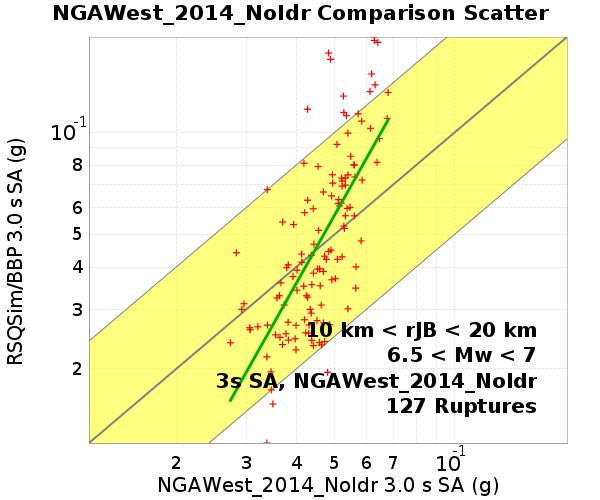 NGAWest_2014_NoIdr Comparison Scatter
RSQSim/BBP 3.0 s SA (g)
10⁻¹
8
6
5
4
3
2
10 km < rJB < 20 km
6.5 < Mw < 7
3s SA, NGAWest_2014_NoIdr
127 Ruptures
2 3 4 5 6 7 10⁻¹
NGAWest_2014_NoIdr 3.0 s SA (g)